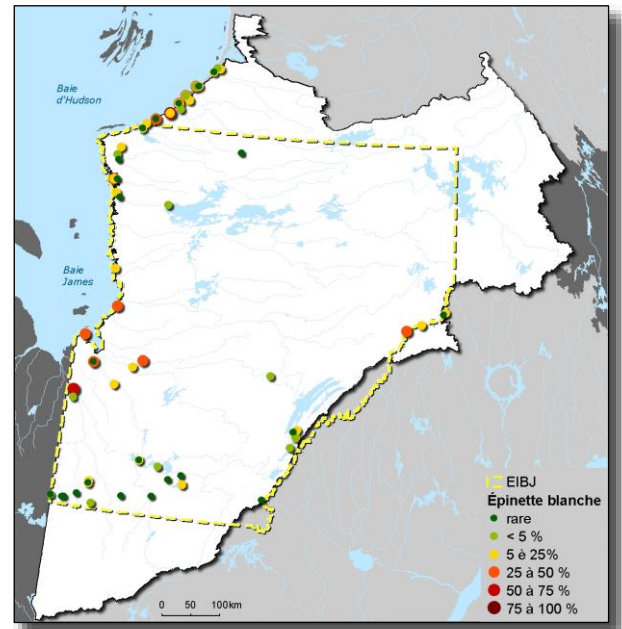 Baie
d'Hudson
Baie
James
EIBJ
Épinette blanche
rare
< 5 %
5 è 25%
25 à 50 %
50 à 75 %
75 à 100 %
0 50 100km